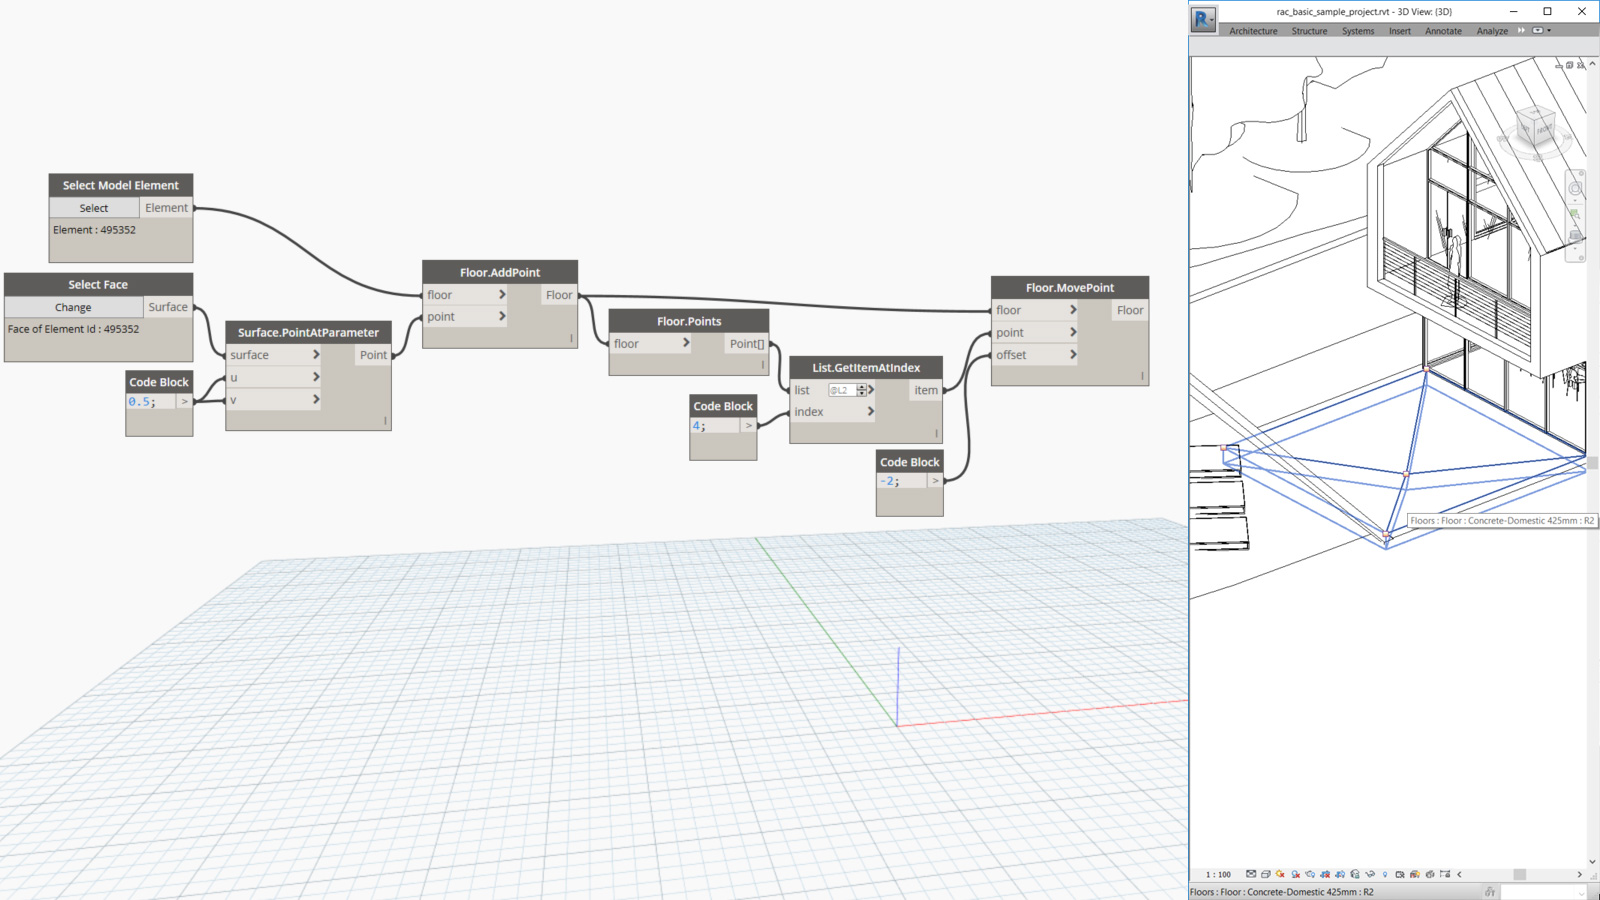 Select Model Element
Select
Element
Element : 495352
Select Face
Change
Surface
Face of Element Id : 495352
Code Block
0.5;
>
Surface.PointAtParameter
surface
Point
u
v
Floor.AddPoint
floor
Floor
point
Floor.Points
floor
Point[]
Code Block
4;
>
List.GetItemAtIndex
list
@L2
item
index
Code Block
-2;
>
Floor.MovePoint
floor
Floor
point
offset
rac_basic_sample_project.rvt - 3D View: {3D}
R
Architecture
Structure
Systems
Insert
Annotate
Analyze
Floors : Floor : Concrete-Domestic 425mm : R2
1 : 100
Floors : Floor : Concrete-Domestic 425mm : R2